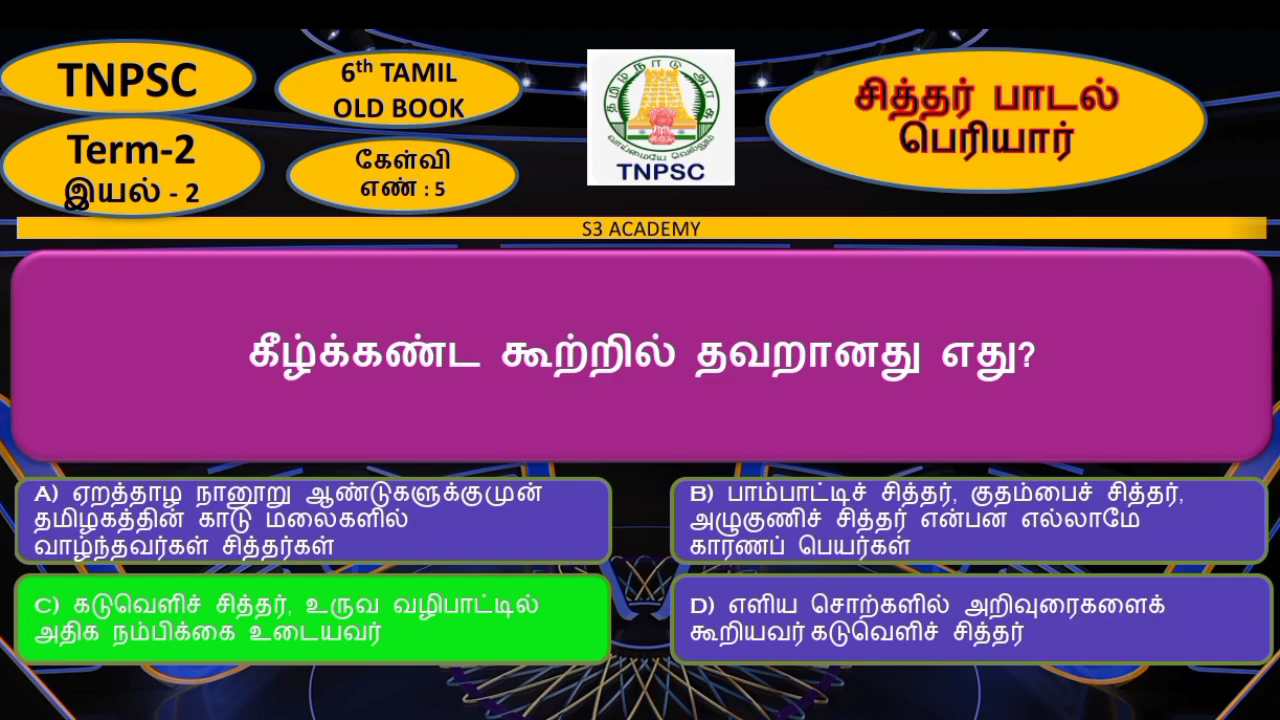 TNPSC
6th TAMIL
OLD BOOK
Term-2
இயல் - 2
கேள்வி
எண் : 5
தமிழ்நாடு அரசு
வாய்மையே வெல்லும்
TNPSC
சித்தர் பாடல்
பெரியார்
S3 ACADEMY
கீழ்க்கண்ட கூற்றில் தவறானது எது?
A) ஏறத்தாழ நானூறு ஆண்டுகளுக்குமுன்
தமிழகத்தின் காடு மலைகளில்
வாழ்ந்தவர்கள் சித்தர்கள்
B) பாம்பாட்டிச் சித்தர், குதம்பைச் சித்தர்,
அழுகுணிச் சித்தர் என்பன எல்லாமே
காரணப் பெயர்கள்
C) கடுவெளிச் சித்தர், உருவ வழிபாட்டில்
அதிக நம்பிக்கை உடையவர்
D) எளிய சொற்களில் அறிவுரைகளைக்
கூறியவர் கடுவெளிச் சித்தர்